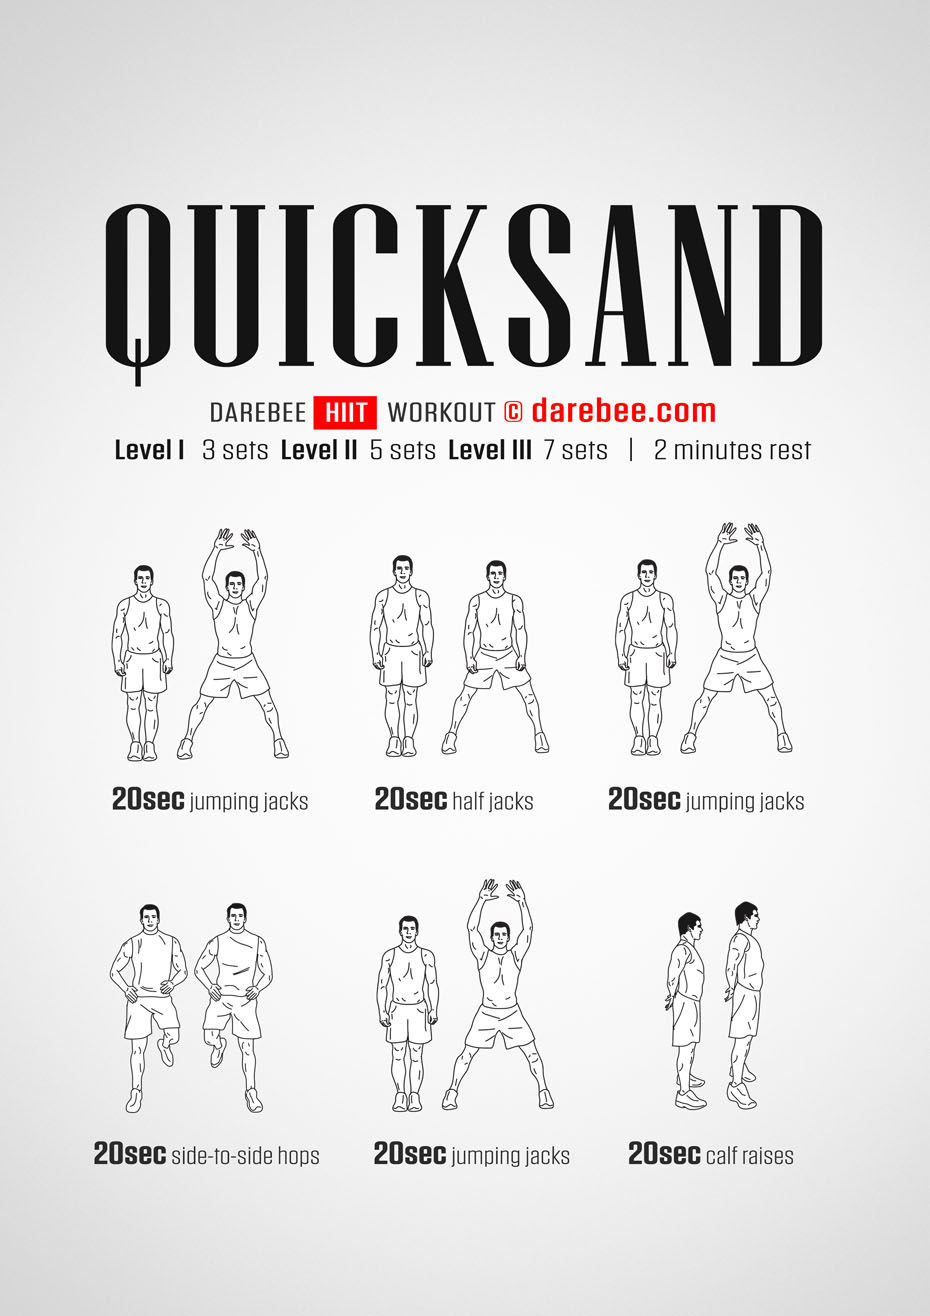 QUICKSAND
DAREBEE HIIT WORKOUT © darebee.com
Level I 3 sets Level II 5 sets Level III 7 sets | 2 minutes rest
20sec jumping jacks
20sec half jacks
20sec jumping jacks
20sec side-to-side hops
20sec jumping jacks
20sec calf raises